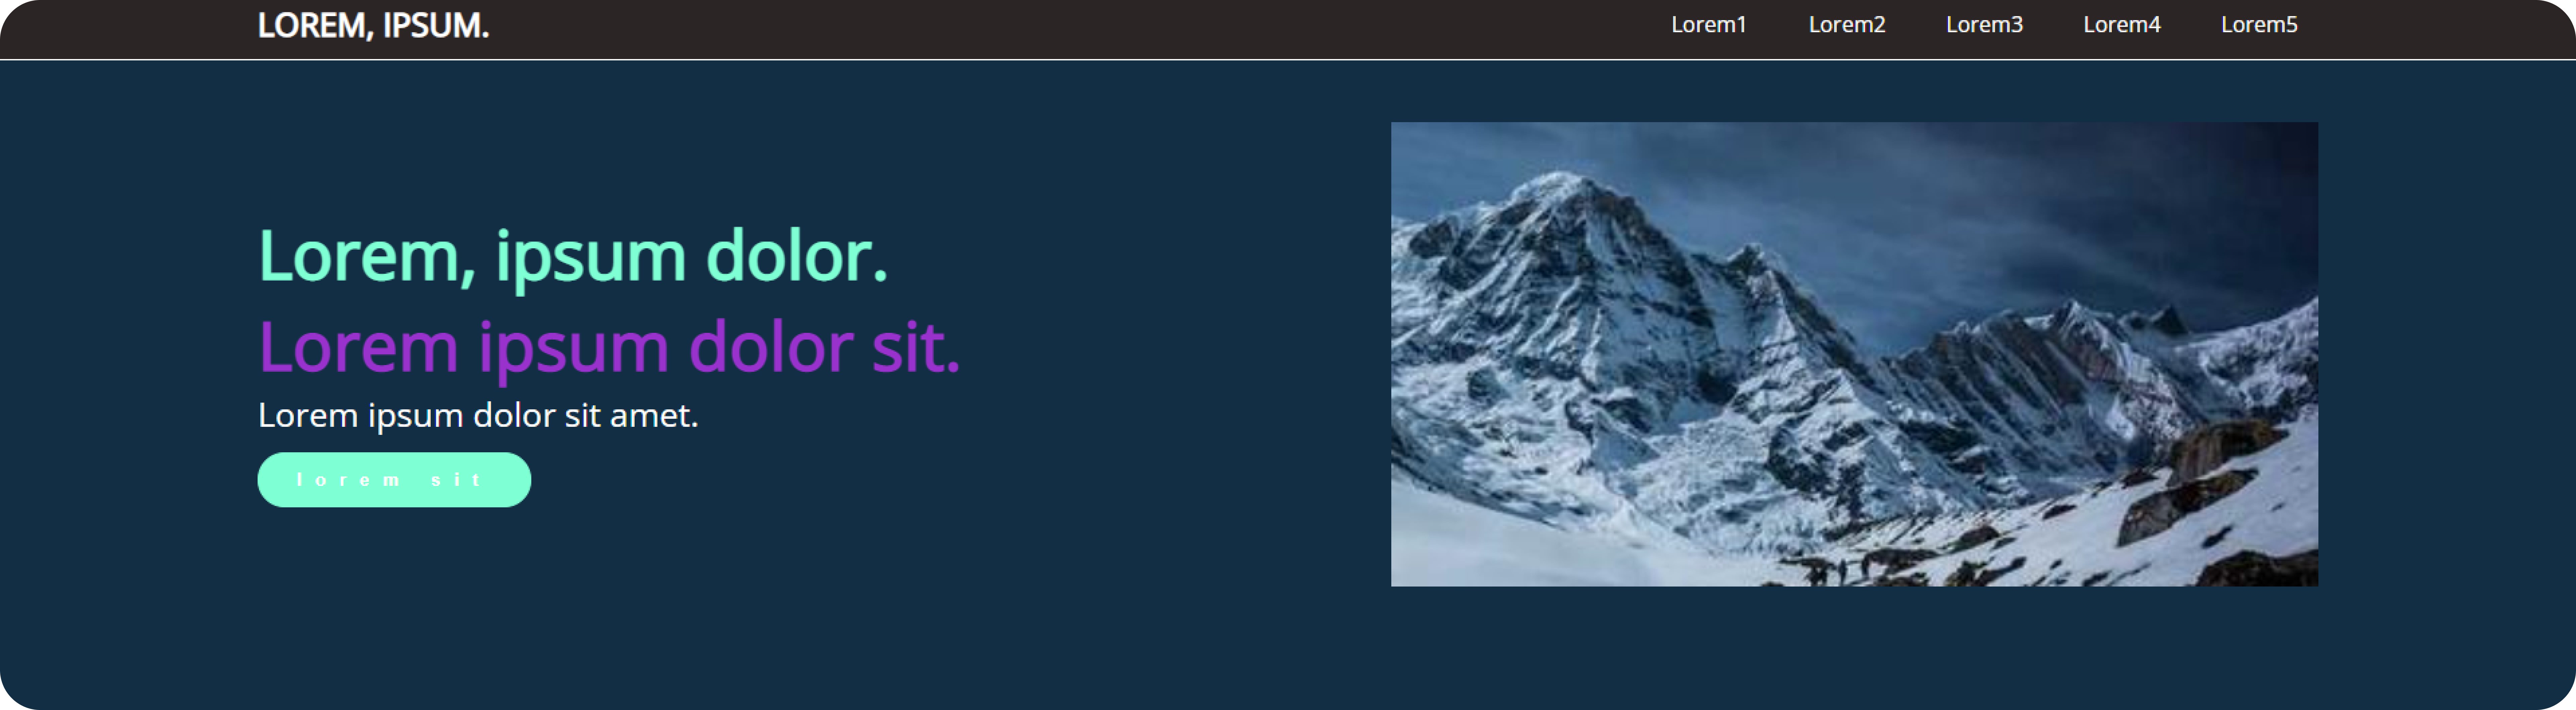 LOREM, IPSUM. Lorem1 Lorem2 Lorem3 Lorem4 Lorem5
Lorem, ipsum dolor.
Lorem ipsum dolor sit.
Lorem ipsum dolor sit amet.
lorem sit